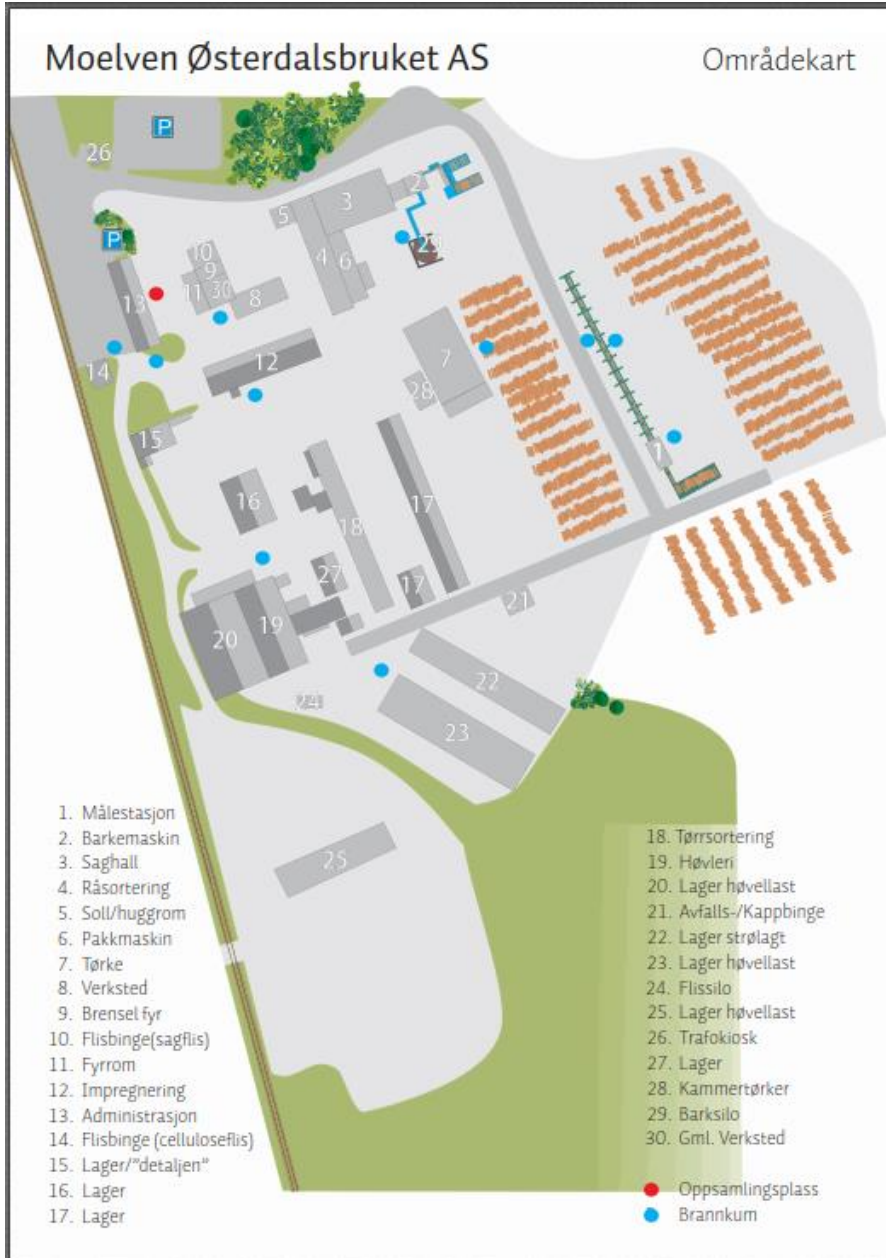 Moelven Østerdalsbruket AS
Områdekart
P
26
P
2
3
5
4
6
29
10
9
11
30
8
13
12
7
28
14
15
1
16
18
17
27
17
21
20
19
22
24
23
25
1. Målestasjon
2. Barkemaskin
3. Saghall
4. Råsortering
5. Soll/huggrom
6. Pakkmaskin
7. Tørke
8. Verksted
9. Brensel fyr
10. Flisbinge(sagflis)
11. Fyrrom
12. Impregnering
13. Administrasjon
14. Flisbinge (celluloseflis)
15. Lager/"detaljen"
16. Lager
17. Lager
18. Tørrsortering
19. Høvleri
20. Lager høvellast
21. Avfalls-/Kappbinge
22. Lager strølagt
23. Lager høvellast
24. Flissilo
25. Lager høvellast
26. Trafokiosk
27. Lager
28. Kammertørker
29. Barksilo
30. Gml. Verksted
Oppsamlingsplass
Brannkum